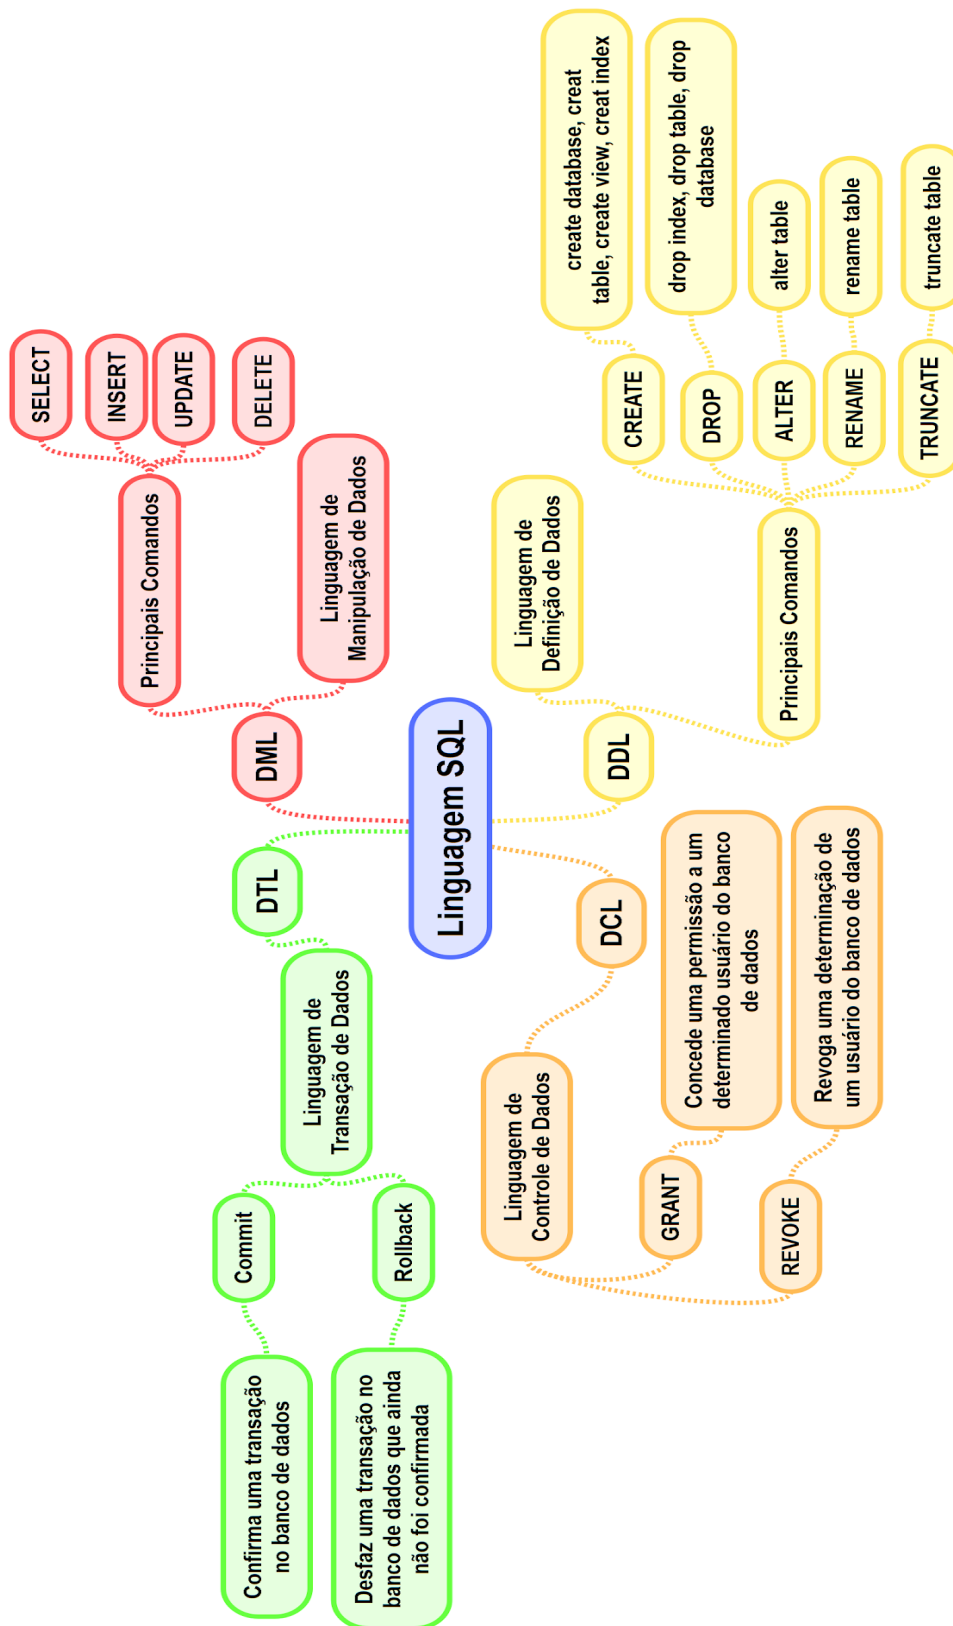 Linguagem SQL
DTL
Linguagem de
Transação de Dados
Commit
Confirma uma transação
no banco de dados
Rollback
Desfaz uma transação no
banco de dados que ainda
não foi confirmada
DML
Principais Comandos
SELECT
INSERT
UPDATE
DELETE
Linguagem de
Manipulação de Dados
DCL
Linguagem de
Controle de Dados
GRANT
Concede uma permissão a um
determinado usuário do banco
de dados
REVOKE
Revoga uma determinação de
um usuário do banco de dados
DDL
Linguagem de
Definição de Dados
Principais Comandos
CREATE
create database, creat
table, create view, creat index
DROP
drop index, drop table, drop
database
ALTER
alter table
RENAME
rename table
TRUNCATE
truncate table